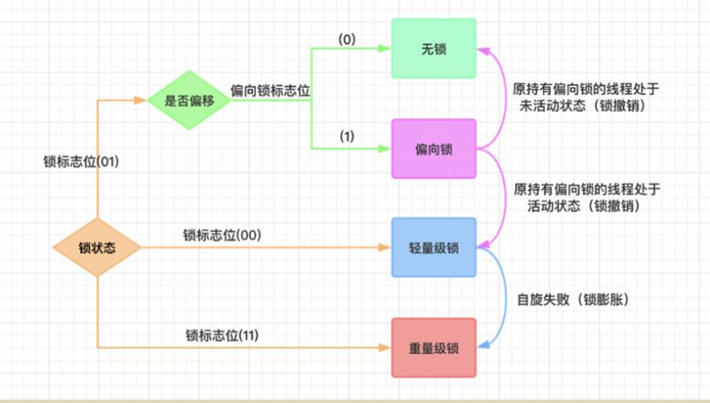 (0)
无锁
原持有偏向锁的线程处于
未活动状态（锁撤销）
是否偏移
偏向锁标志位
(1)
偏向锁
锁标志位(01)
原持有偏向锁的线程处于
活动状态（锁撤销）
锁状态
锁标志位(00)
轻量级锁
自旋失败（锁膨胀）
锁标志位(11)
重量级锁